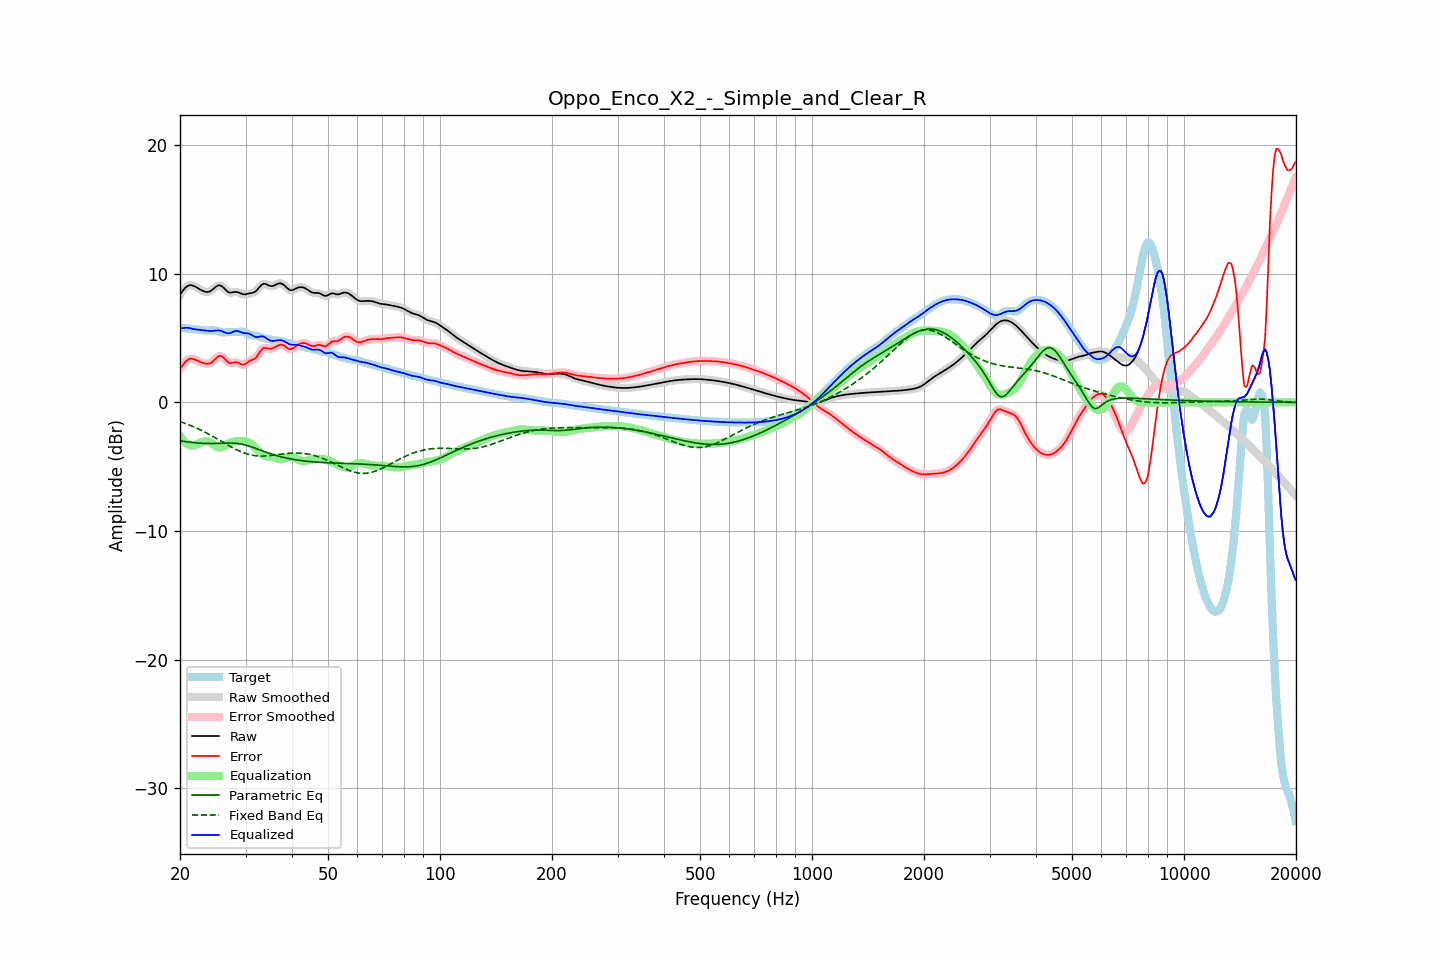 Oppo_Enco_X2_-_Simple_and_Clear_R
Amplitude (dBr)
20
10
0
−10
−20
−30
Target
Raw Smoothed
Error Smoothed
Raw
Error
Equalization
Parametric Eq
Fixed Band Eq
Equalized
20 50 100 200 500 1000 2000 5000 10000 20000
Frequency (Hz)